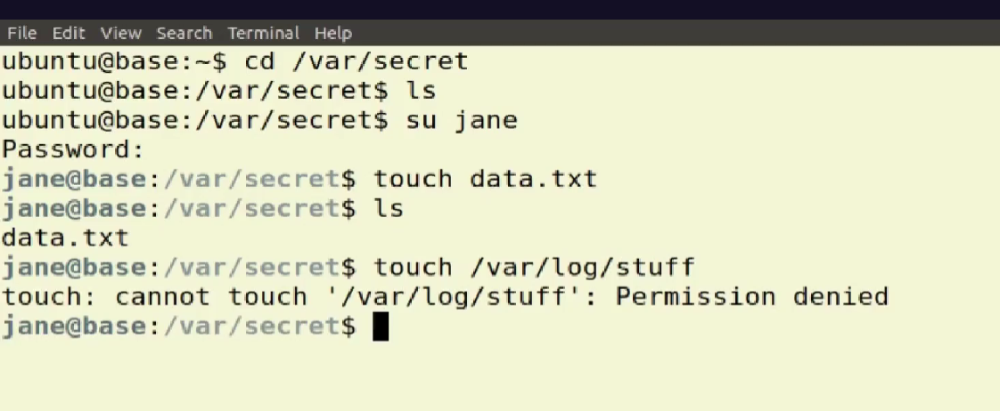 File Edit View Search Terminal Help
ubuntu@base:~$ cd /var/secret
ubuntu@base:/var/secret$ ls
ubuntu@base:/var/secret$ su jane
Password:
jane@base:/var/secret$ touch data.txt
jane@base:/var/secret$ ls
data.txt
jane@base:/var/secret$ touch /var/log/stuff
touch: cannot touch '/var/log/stuff': Permission denied
jane@base:/var/secret$